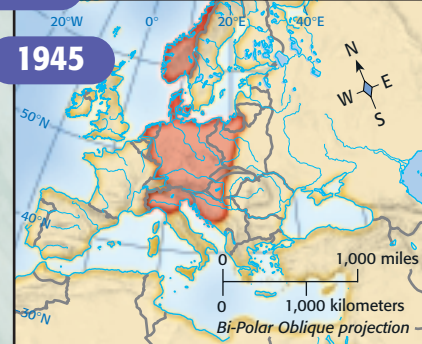 20°W 0° 20°E 40°E
1945
N
W E
S
50°N
40°N
30°N
0 1,000 miles
0 1,000 kilometers
Bi-Polar Oblique projection